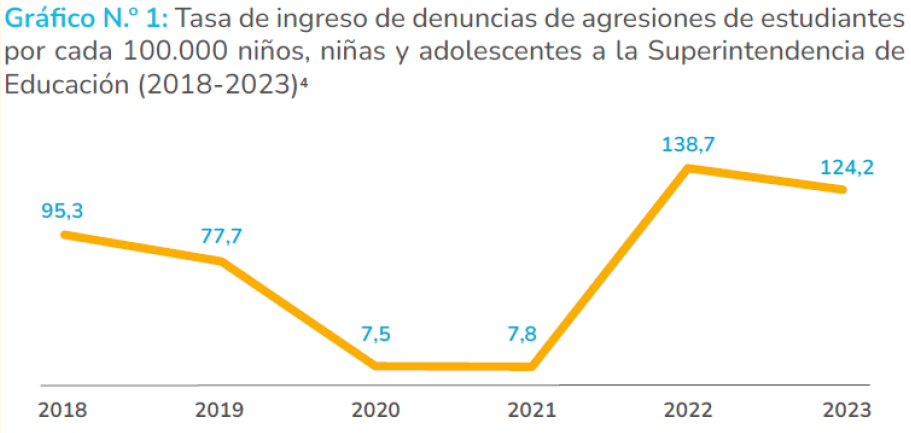 Gráfico N.º 1: Tasa de ingreso de denuncias de agresiones de estudiantes
por cada 100.000 niños, niñas y adolescentes a la Superintendencia de
Educación (2018-2023)⁴
138,7
124,2
95,3
77,7
7,5
7,8
2018 2019 2020 2021 2022 2023